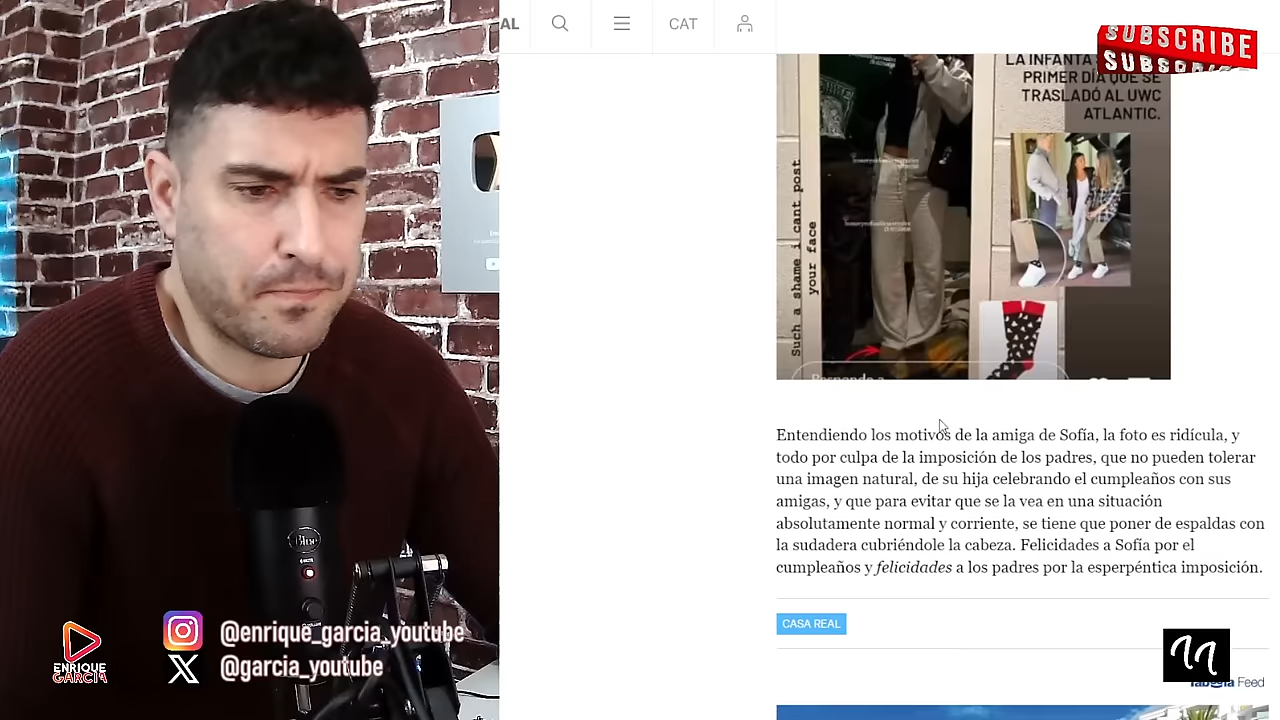 AL
CAT
SUBSCRIBE
SUBSCRIBE
LA INFANTA
PRIMER DÍA QUE SE
TRASLADÓ AL UWC
ATLANTIC.
Such a shame i cant post
your face
Responde a
Entendiendo los motivos de la amiga de Sofía, la foto es ridícula, y
todo por culpa de la imposición de los padres, que no pueden tolerar
una imagen natural, de su hija celebrando el cumpleaños con sus
amigas, y que para evitar que se la vea en una situación
absolutamente normal y corriente, se tiene que poner de espaldas con
la sudadera cubriéndole la cabeza. Felicidades a Sofía por el
cumpleaños y felicidades a los padres por la esperpéntica imposición.
CASA REAL
Feed
Blue
ENRIQUE
GARCIA
@enrique_garcia_youtube
@garcia_youtube